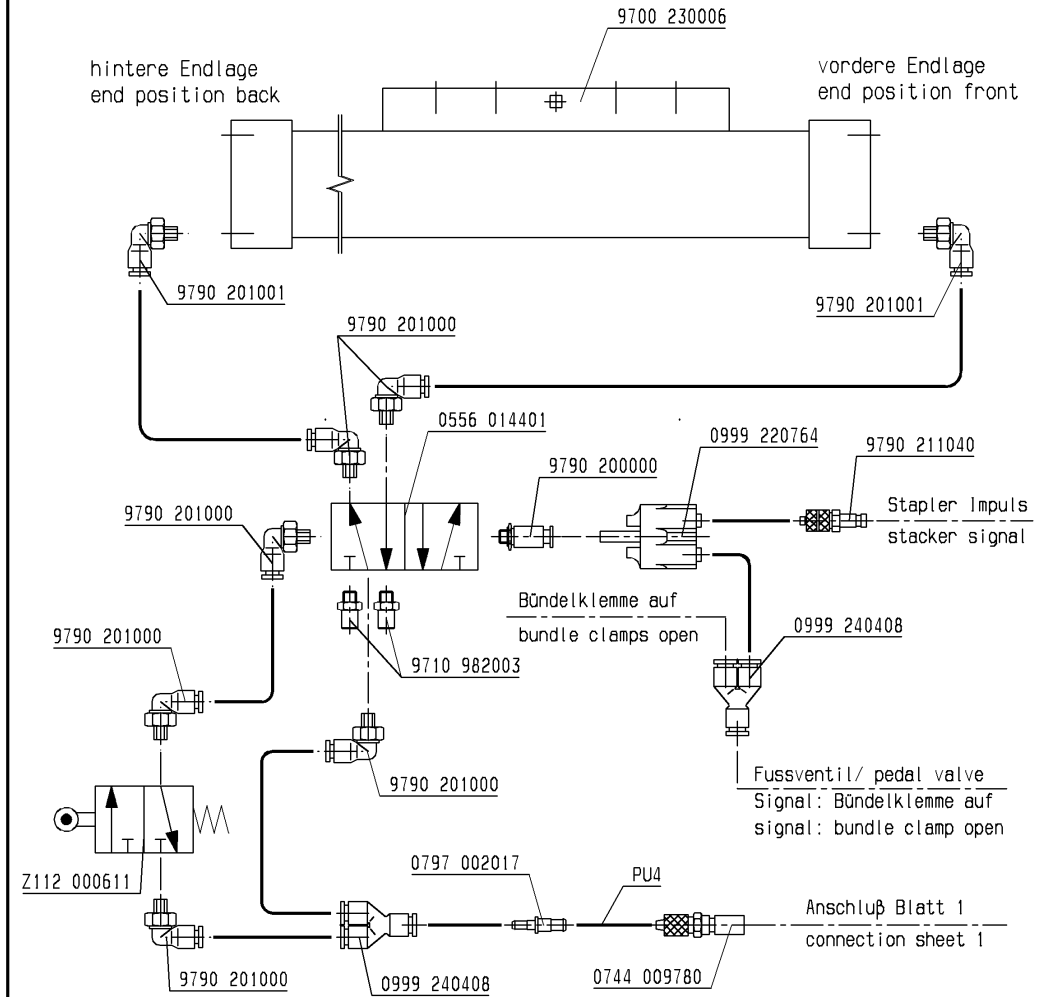 9700 230006
hintere Endlage
end position back
vordere Endlage
end position front
9790 201001
9790 201001
9790 201000
0556 014401
0999 220764
9790 211040
9790 200000
9790 201000
Stapler Impuls
stacker signal
Bündelklemme auf
bundle clamps open
0999 240408
9790 201000
9710 982003
9790 201000
Fussventil/ pedal valve
Signal: Bündelklemme auf
signal: bundle clamp open
Z112 000611
0797 002017
PU4
Anschluß Blatt 1
connection sheet 1
9790 201000
0999 240408
0744 009780